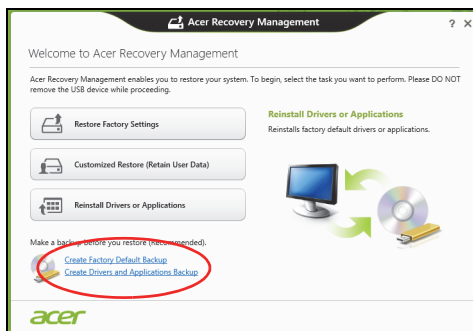 Acer Recovery Management
? ×
Welcome to Acer Recovery Management
Acer Recovery Management enables you to restore your system. To begin, select the task you want to perform. Please DO NOT
remove the USB device while proceeding.
Restore Factory Settings
Customized Restore (Retain User Data)
Reinstall Drivers or Applications
Reinstall Drivers or Applications
Reinstalls factory default drivers or applications.
Make a backup before you restore (Recommended).
Create Factory Default Backup
Create Drivers and Applications Backup
acer